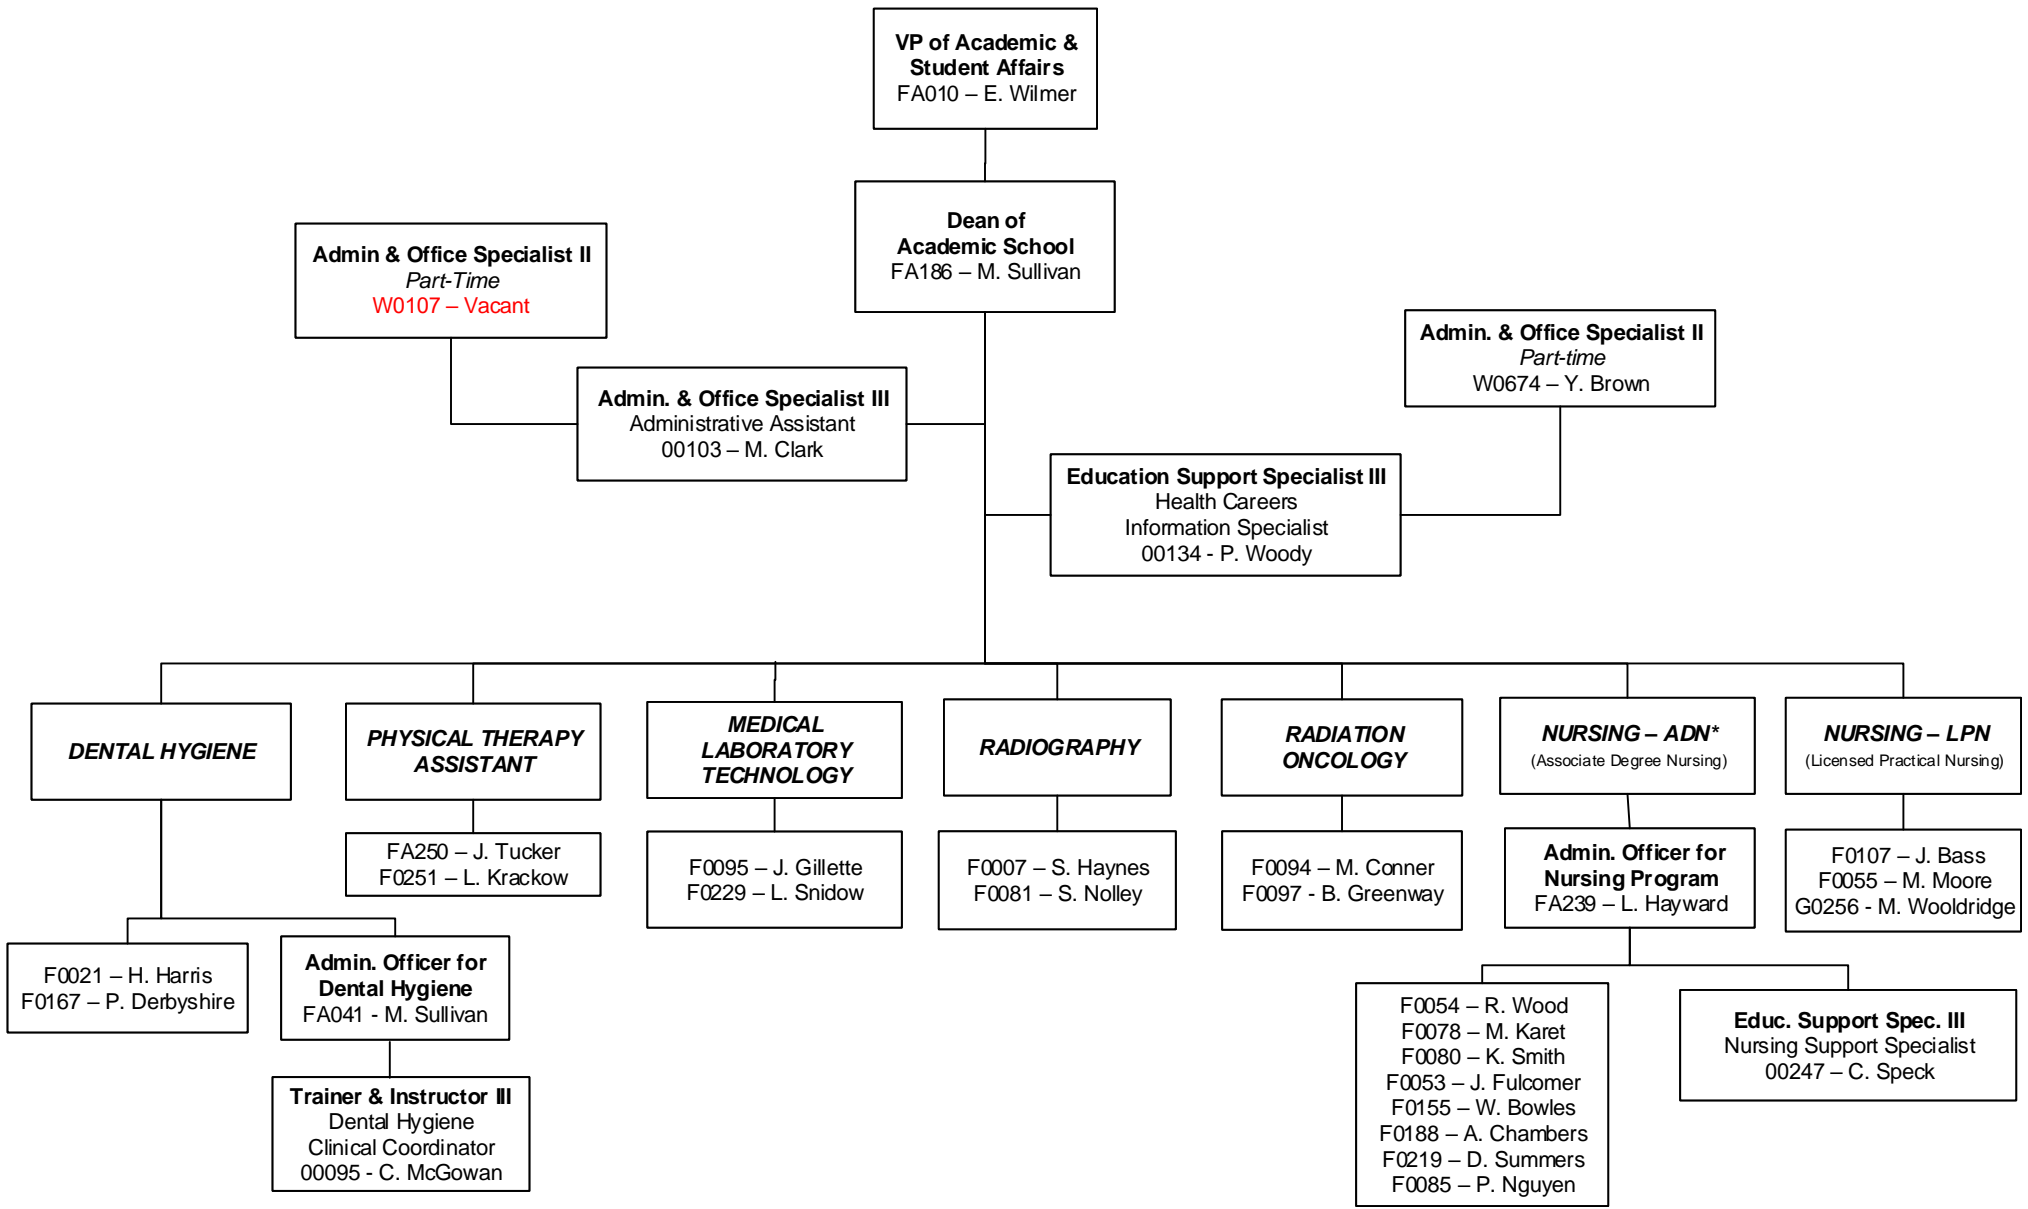 VP of Academic &
Student Affairs
FA010 – E. Wilmer
Dean of
Academic School
FA186 – M. Sullivan
Admin & Office Specialist II
Part-Time
W0107 – Vacant
Admin. & Office Specialist II
Part-time
W0674 – Y. Brown
Admin. & Office Specialist III
Administrative Assistant
00103 – M. Clark
Education Support Specialist III
Health Careers
Information Specialist
00134 - P. Woody
DENTAL HYGIENE
PHYSICAL THERAPY
ASSISTANT
MEDICAL
LABORATORY
TECHNOLOGY
RADIOGRAPHY
RADIATION
ONCOLOGY
NURSING – ADN*
(Associate Degree Nursing)
NURSING – LPN
(Licensed Practical Nursing)
FA250 – J. Tucker
F0251 – L. Krackow
F0095 – J. Gillette
F0229 – L. Snidow
F0007 – S. Haynes
F0081 – S. Nolley
F0094 – M. Conner
F0097 - B. Greenway
Admin. Officer for
Nursing Program
FA239 – L. Hayward
F0107 – J. Bass
F0055 – M. Moore
G0256 - M. Wooldridge
F0021 – H. Harris
F0167 – P. Derbyshire
Admin. Officer for
Dental Hygiene
FA041 - M. Sullivan
Trainer & Instructor III
Dental Hygiene
Clinical Coordinator
00095 - C. McGowan
F0054 – R. Wood
F0078 – M. Karet
F0080 – K. Smith
F0053 – J. Fulcomer
F0155 – W. Bowles
F0188 – A. Chambers
F0219 – D. Summers
F0085 – P. Nguyen
Educ. Support Spec. III
Nursing Support Specialist
00247 – C. Speck